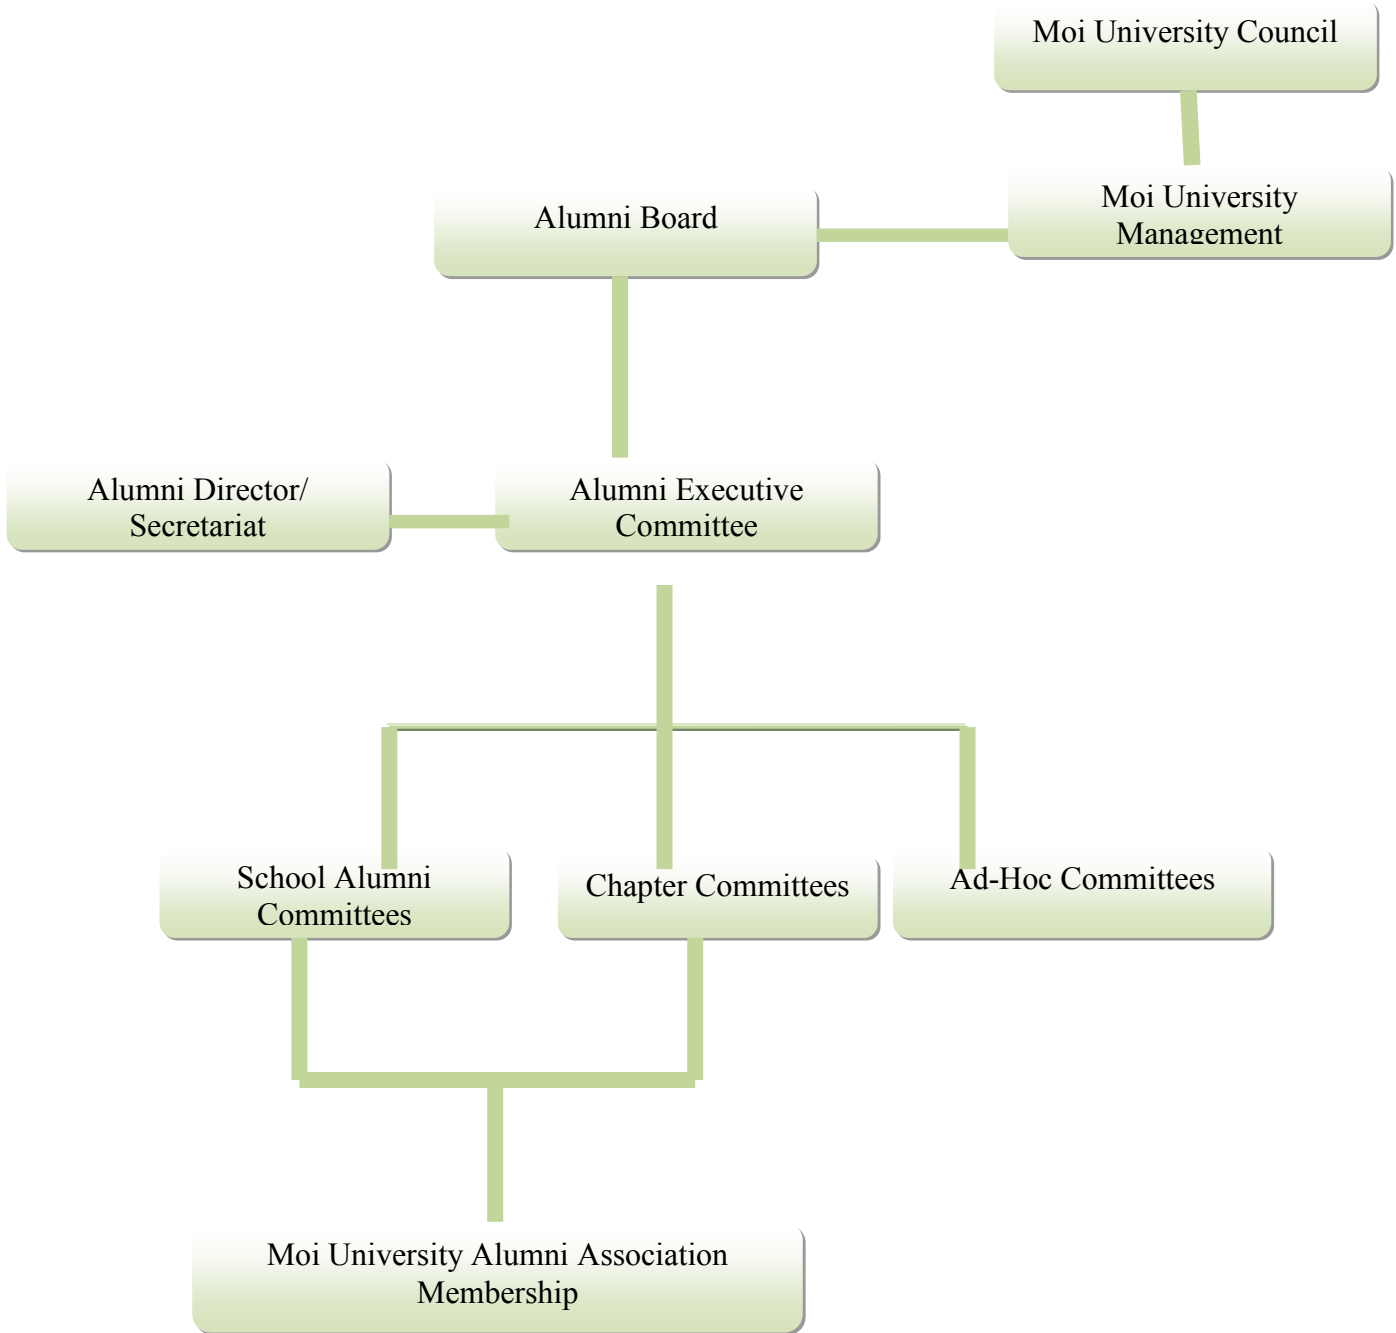 Moi University Council
Moi University
Management
Alumni Board
Alumni Director/
Secretariat
Alumni Executive
Committee
School Alumni
Committees
Chapter Committees
Ad-Hoc Committees
Moi University Alumni Association
Membership